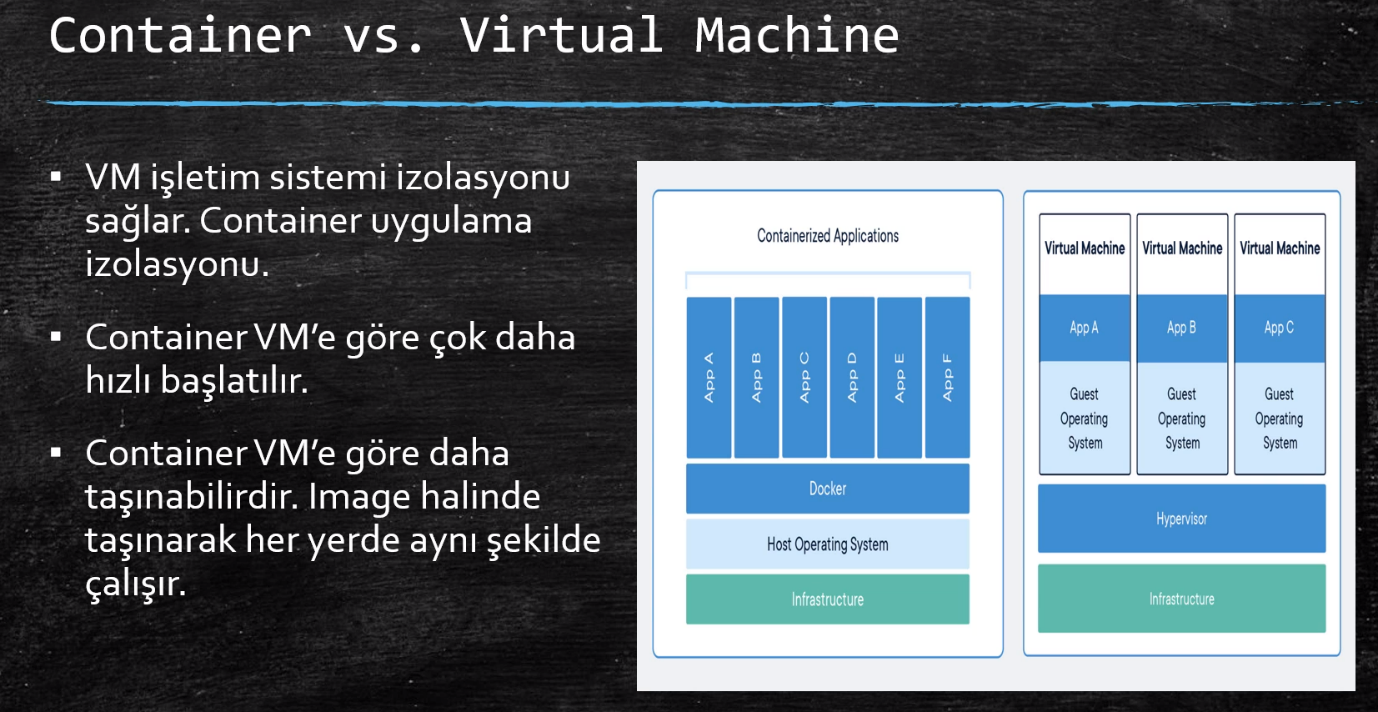 Container vs. Virtual Machine
▪ VM işletim sistemi izolasyonu
sağlar. Container uygulama
izolasyonu.
▪ Container VM’e göre çok daha
hızlı başlatılır.
▪ Container VM’e göre daha
taşınabilirdir. Image halinde
taşınarak her yerde aynı şekilde
çalışır.
Containerized Applications
App A
App B
App C
App D
App E
App F
Docker
Host Operating System
Infrastructure
Virtual Machine
App A
Guest
Operating
System
Virtual Machine
App B
Guest
Operating
System
Virtual Machine
App C
Guest
Operating
System
Hypervisor
Infrastructure